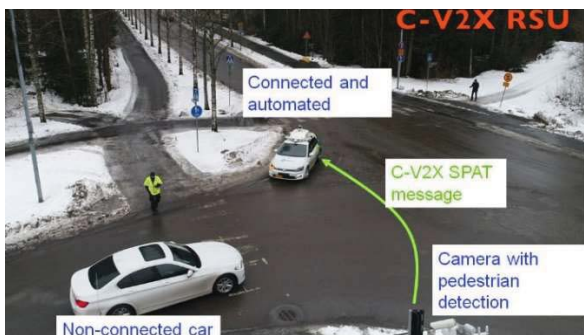 C-V2X RSU
Connected and
automated
C-V2X SPAT
message
Camera with
pedestrian
detection
Non-connected car